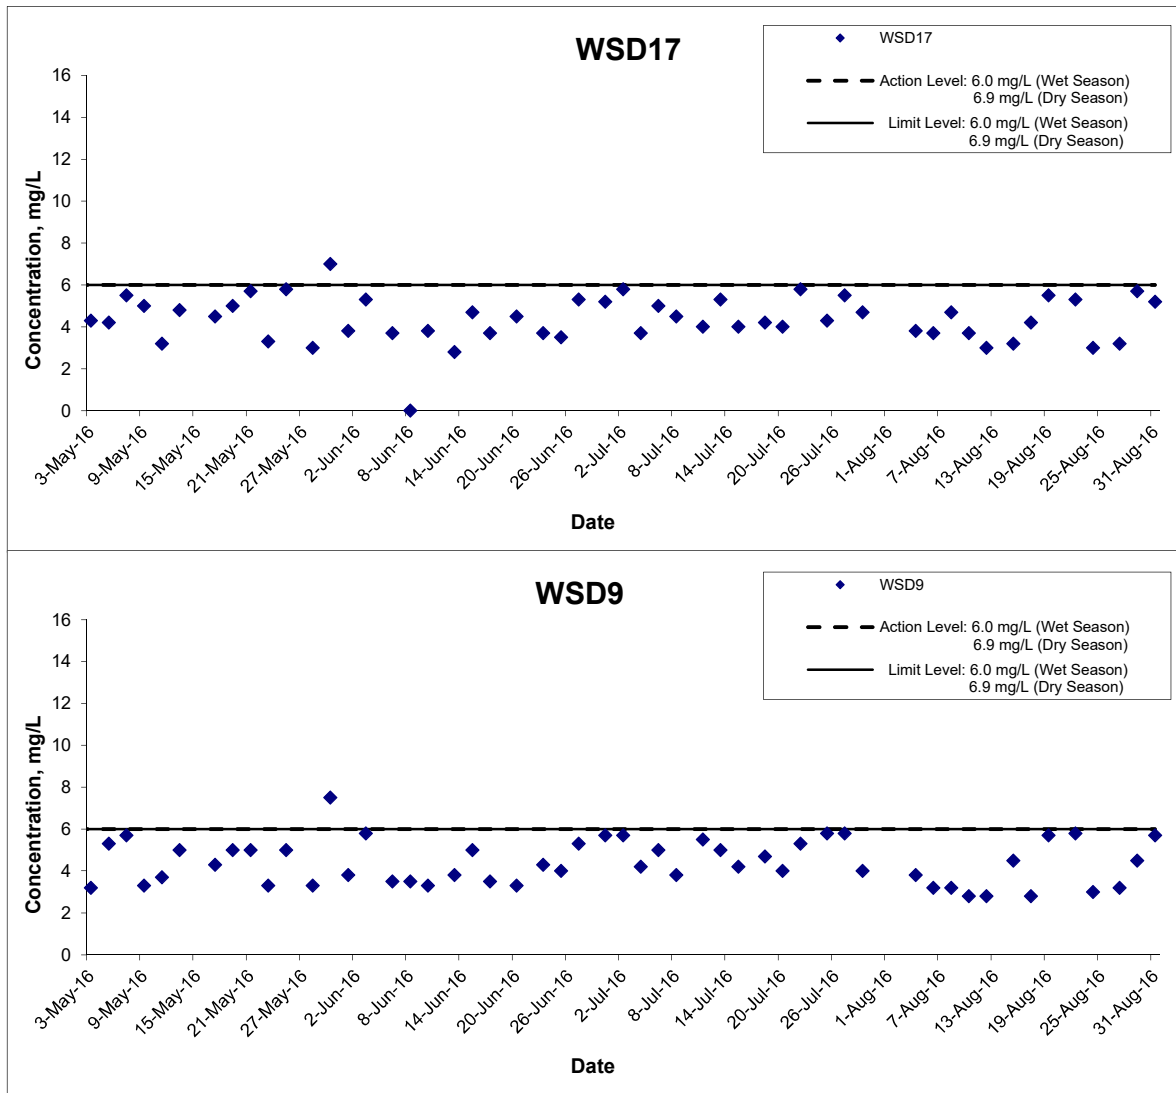 WSD17
WSD17
Action Level: 6.0 mg/L (Wet Season)
6.9 mg/L (Dry Season)
Limit Level: 6.0 mg/L (Wet Season)
6.9 mg/L (Dry Season)
Concentration, mg/L
16
14
12
10
8
6
4
2
0
3-May-16
9-May-16
15-May-16
21-May-16
27-May-16
2-Jun-16
8-Jun-16
14-Jun-16
20-Jun-16
26-Jun-16
2-Jul-16
8-Jul-16
14-Jul-16
20-Jul-16
26-Jul-16
1-Aug-16
7-Aug-16
13-Aug-16
19-Aug-16
25-Aug-16
31-Aug-16
Date
WSD9
WSD9
Action Level: 6.0 mg/L (Wet Season)
6.9 mg/L (Dry Season)
Limit Level: 6.0 mg/L (Wet Season)
6.9 mg/L (Dry Season)
Concentration, mg/L
16
14
12
10
8
6
4
2
0
3-May-16
9-May-16
15-May-16
21-May-16
27-May-16
2-Jun-16
8-Jun-16
14-Jun-16
20-Jun-16
26-Jun-16
2-Jul-16
8-Jul-16
14-Jul-16
20-Jul-16
26-Jul-16
1-Aug-16
7-Aug-16
13-Aug-16
19-Aug-16
25-Aug-16
31-Aug-16
Date